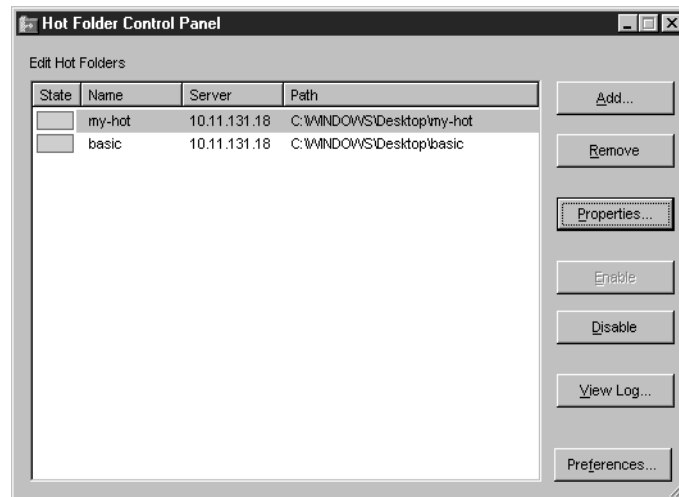 Hot Folder Control Panel
Edit Hot Folders
State Name Server Path
my-hot 10.11.131.18 C:\WINDOWS\Desktop\my-hot
basic 10.11.131.18 C:\WINDOWS\Desktop\basic
Add...
Remove
Properties...
Enable
Disable
View Log...
Preferences...